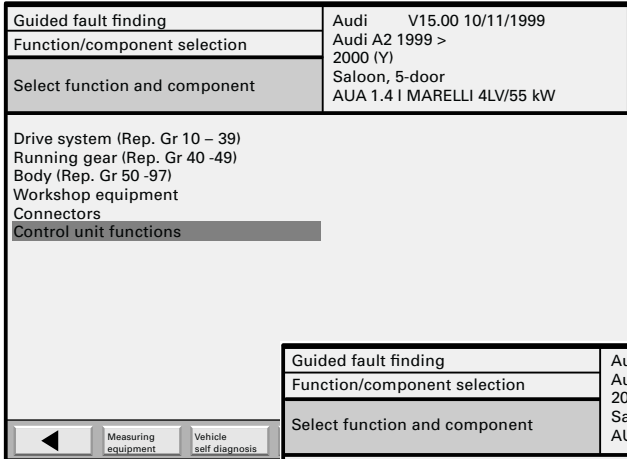 Guided fault finding
Function/component selection
Select function and component
Audi V15.00 10/11/1999
Audi A2 1999 >
2000 (Y)
Saloon, 5-door
AUA 1.4 l MARELLI 4LV/55 kW
Drive system (Rep. Gr 10 – 39)
Running gear (Rep. Gr 40 -49)
Body (Rep. Gr 50 -97)
Workshop equipment
Connectors
Control unit functions
Measuring
equipment
Vehicle
self diagnosis
Guided fault finding
Function/component selection
Select function and component